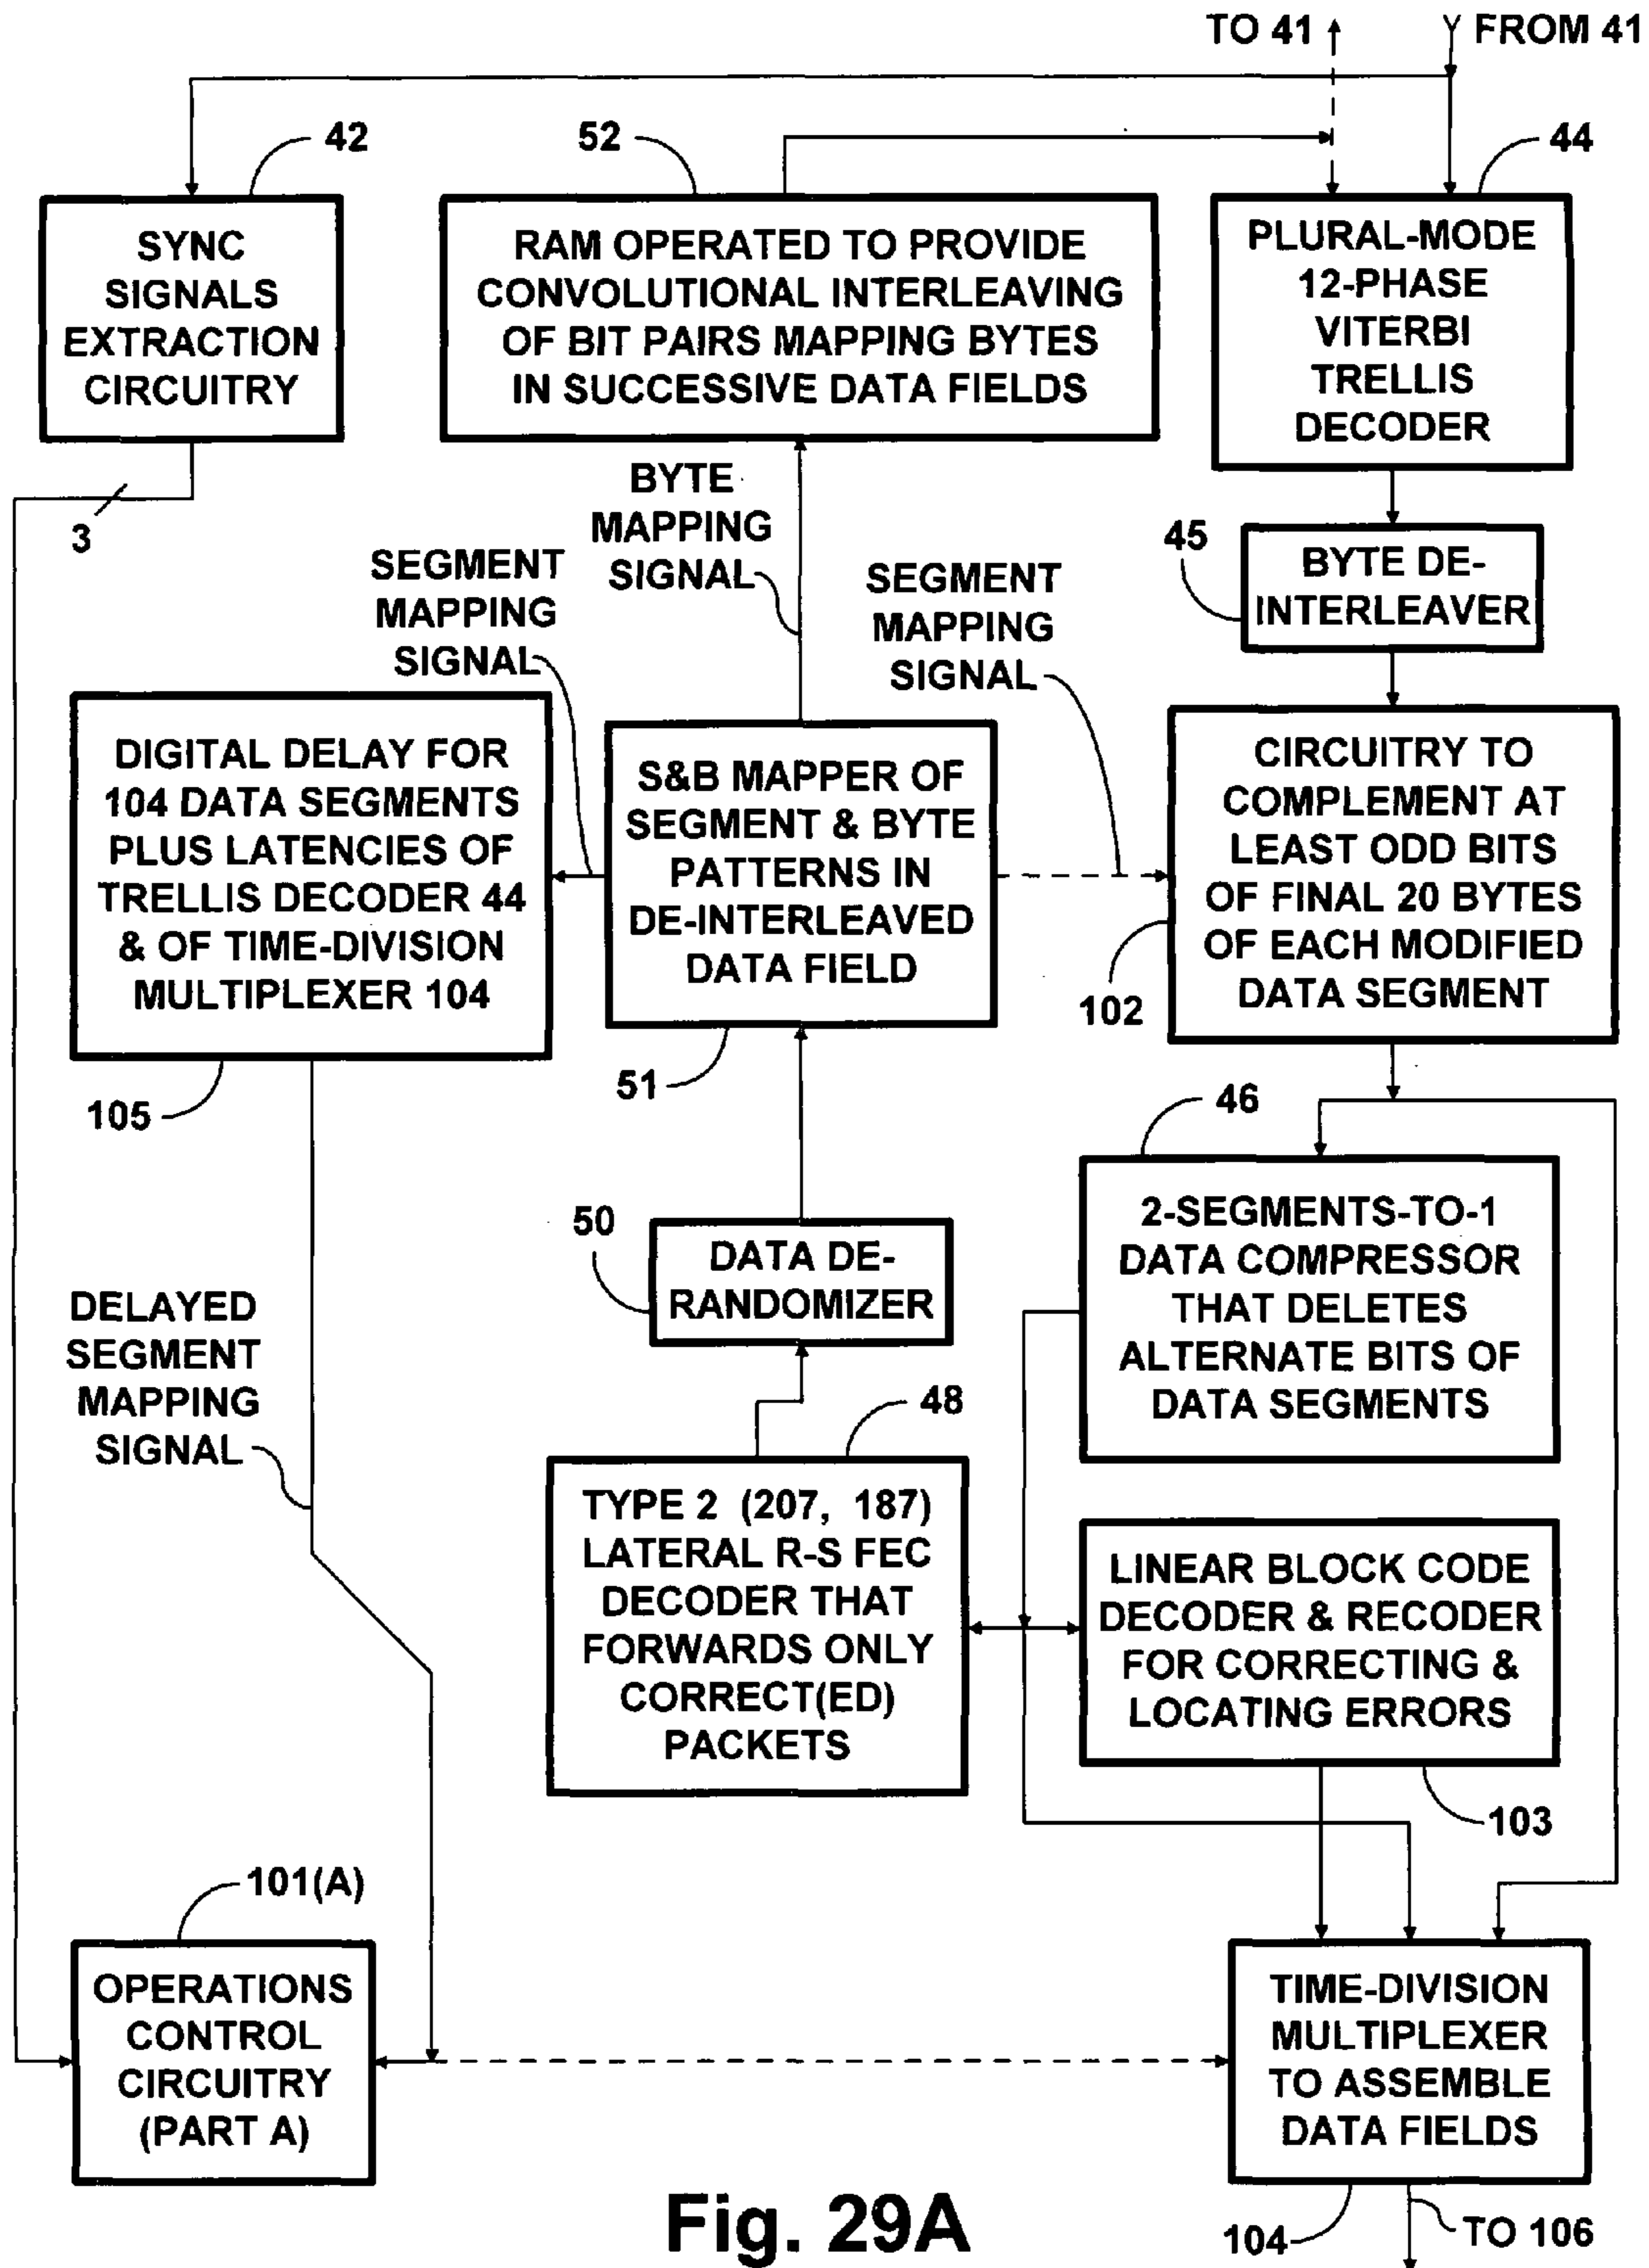 TO 41
FROM 41
42
52
44
SYNC
SIGNALS
EXTRACTION
CIRCUITRY
RAM OPERATED TO PROVIDE
CONVOLUTIONAL INTERLEAVING
OF BIT PAIRS MAPPING BYTES
IN SUCCESSIVE DATA FIELDS
PLURAL-MODE
12-PHASE
VITERBI
TRELLIS
DECODER
3
BYTE
MAPPING
SIGNAL
SEGMENT
MAPPING
SIGNAL
SEGMENT
MAPPING
SIGNAL
45
BYTE DE-
INTERLEAVER
DIGITAL DELAY FOR
104 DATA SEGMENTS
PLUS LATENCIES OF
TRELLIS DECODER 44
& OF TIME-DIVISION
MULTIPLEXER 104
105
S&B MAPPER OF
SEGMENT & BYTE
PATTERNS IN
DE-INTERLEAVED
DATA FIELD
51
CIRCUITRY TO
COMPLEMENT AT
LEAST ODD BITS
OF FINAL 20 BYTES
OF EACH MODIFIED
DATA SEGMENT
102
46
2-SEGMENTS-TO-1
DATA COMPRESSOR
THAT DELETES
ALTERNATE BITS OF
DATA SEGMENTS
50
DATA DE-
RANDOMIZER
DELAYED
SEGMENT
MAPPING
SIGNAL
48
TYPE 2 (207, 187)
LATERAL R-S FEC
DECODER THAT
FORWARDS ONLY
CORRECT(ED)
PACKETS
LINEAR BLOCK CODE
DECODER & RECODER
FOR CORRECTING &
LOCATING ERRORS
103
101(A)
OPERATIONS
CONTROL
CIRCUITRY
(PART A)
TIME-DIVISION
MULTIPLEXER
TO ASSEMBLE
DATA FIELDS
104
TO 106
Fig. 29A